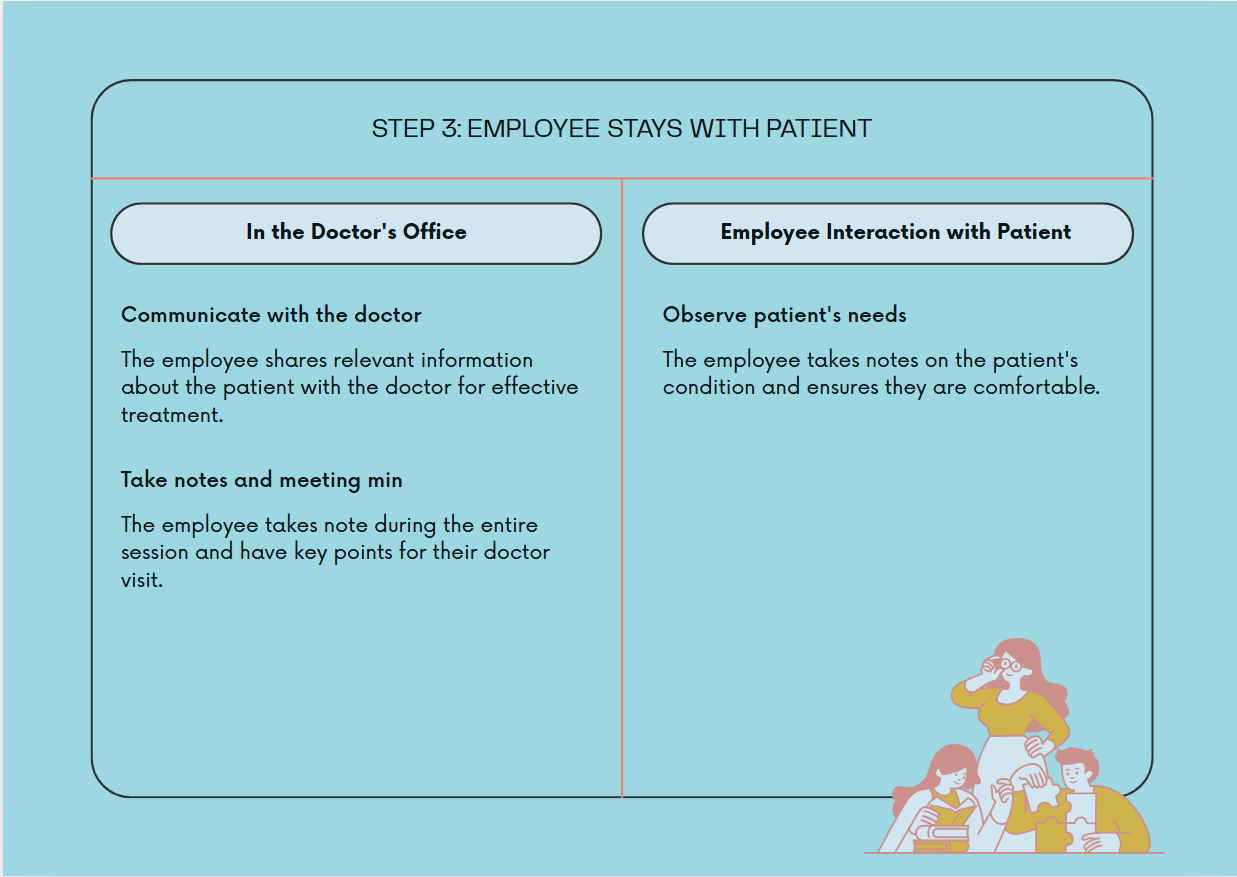 STEP 3: EMPLOYEE STAYS WITH PATIENT
In the Doctor's Office
Communicate with the doctor
The employee shares relevant information
about the patient with the doctor for effective
treatment.
Take notes and meeting min
The employee takes note during the entire
session and have key points for their doctor
visit.
Employee Interaction with Patient
Observe patient's needs
The employee takes notes on the patient's
condition and ensures they are comfortable.